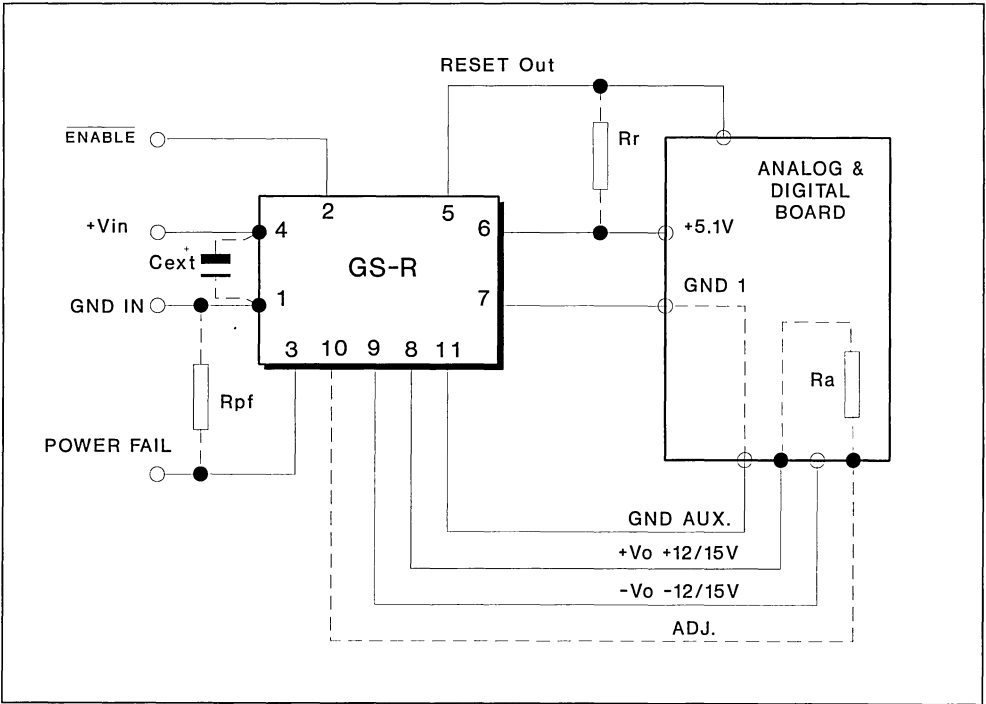 RESET Out
ENABLE
Rr
ANALOG &
DIGITAL
BOARD
2
5
+Vin
4
6
+5.1V
+
Cext
GS-R
GND 1
GND IN
1
7
3
10
9
8
11
Ra
Rpf
POWER FAIL
GND AUX.
+Vo +12/15V
-Vo -12/15V
ADJ.